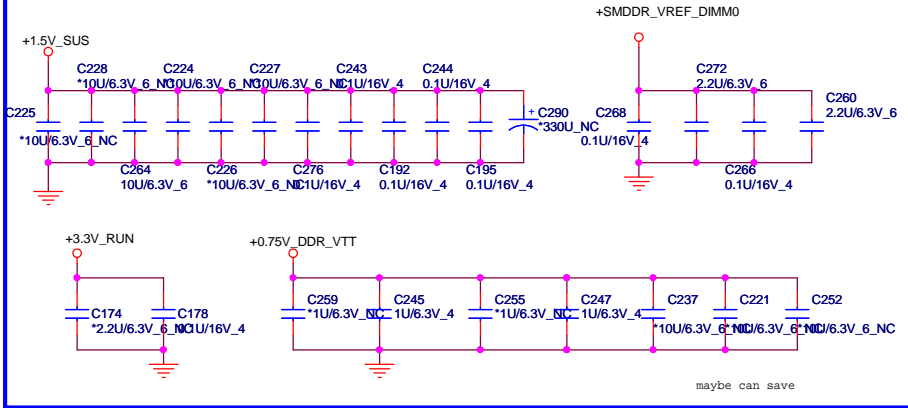 +SMDDR_VREF_DIMM0
+1.5V_SUS
C228
*10U/6.3V_6_NC
C224
*10U/6.3V_6_NC
C227
*10U/6.3V_6_NC
C243
0.1U/16V_4
C244
0.1U/16V_4
C225
*10U/6.3V_6_NC
C290
*330U_NC
+
C264
10U/6.3V_6
C226
*10U/6.3V_6_NC
C276
0.1U/16V_4
C192
0.1U/16V_4
C195
0.1U/16V_4
C272
2.2U/6.3V_6
C260
2.2U/6.3V_6
C268
0.1U/16V_4
C266
0.1U/16V_4
+3.3V_RUN
C174
*2.2U/6.3V_6_NC
C178
0.1U/16V_4
+0.75V_DDR_VTT
C259
*1U/6.3V_NC
C245
1U/6.3V_4
C255
*1U/6.3V_NC
C247
1U/6.3V_4
C237
*10U/6.3V_6_NC
C221
*10U/6.3V_6_NC
C252
*10U/6.3V_6_NC
maybe can save